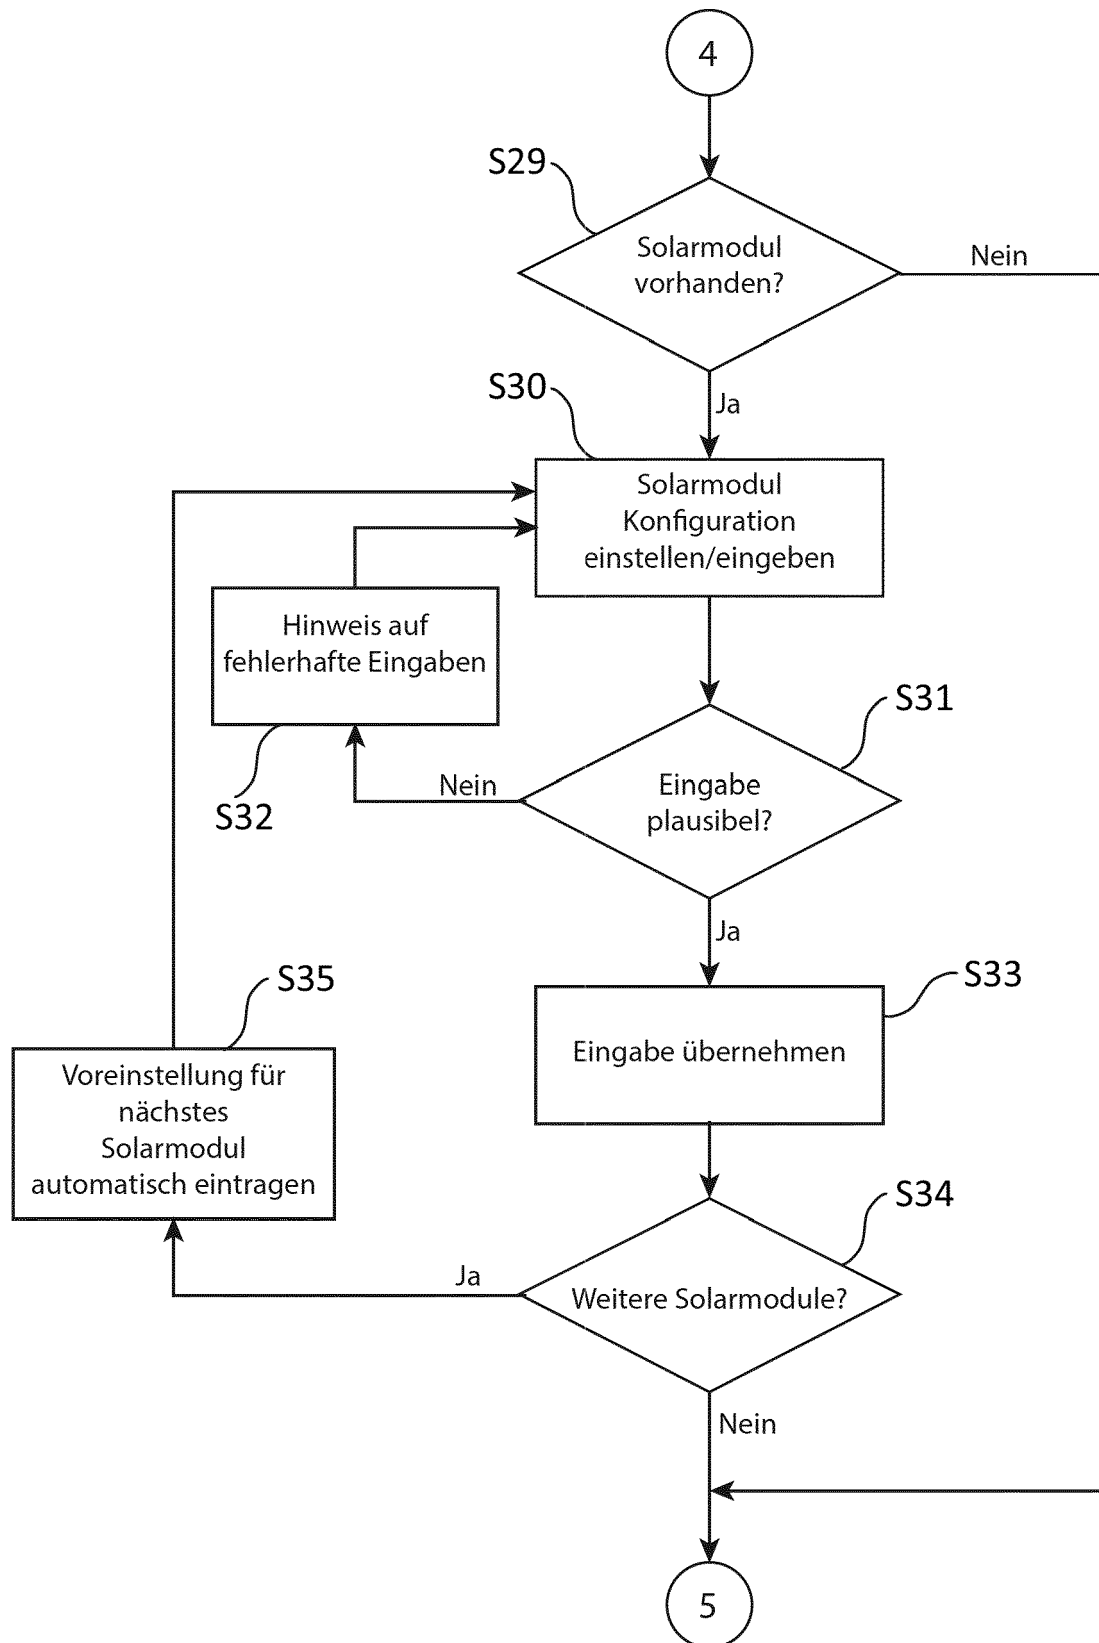 4
S29
Solarmodul
vorhanden?
Nein
S30
Ja
Solarmodul
Konfiguration
einstellen/eingeben
Hinweis auf
fehlerhafte Eingaben
S31
Nein
S32
Eingabe
plausibel?
Ja
S33
S35
Eingabe übernehmen
Voreinstellung für
nächstes
Solarmodul
automatisch eintragen
S34
Ja
Weitere Solarmodule?
Nein
5